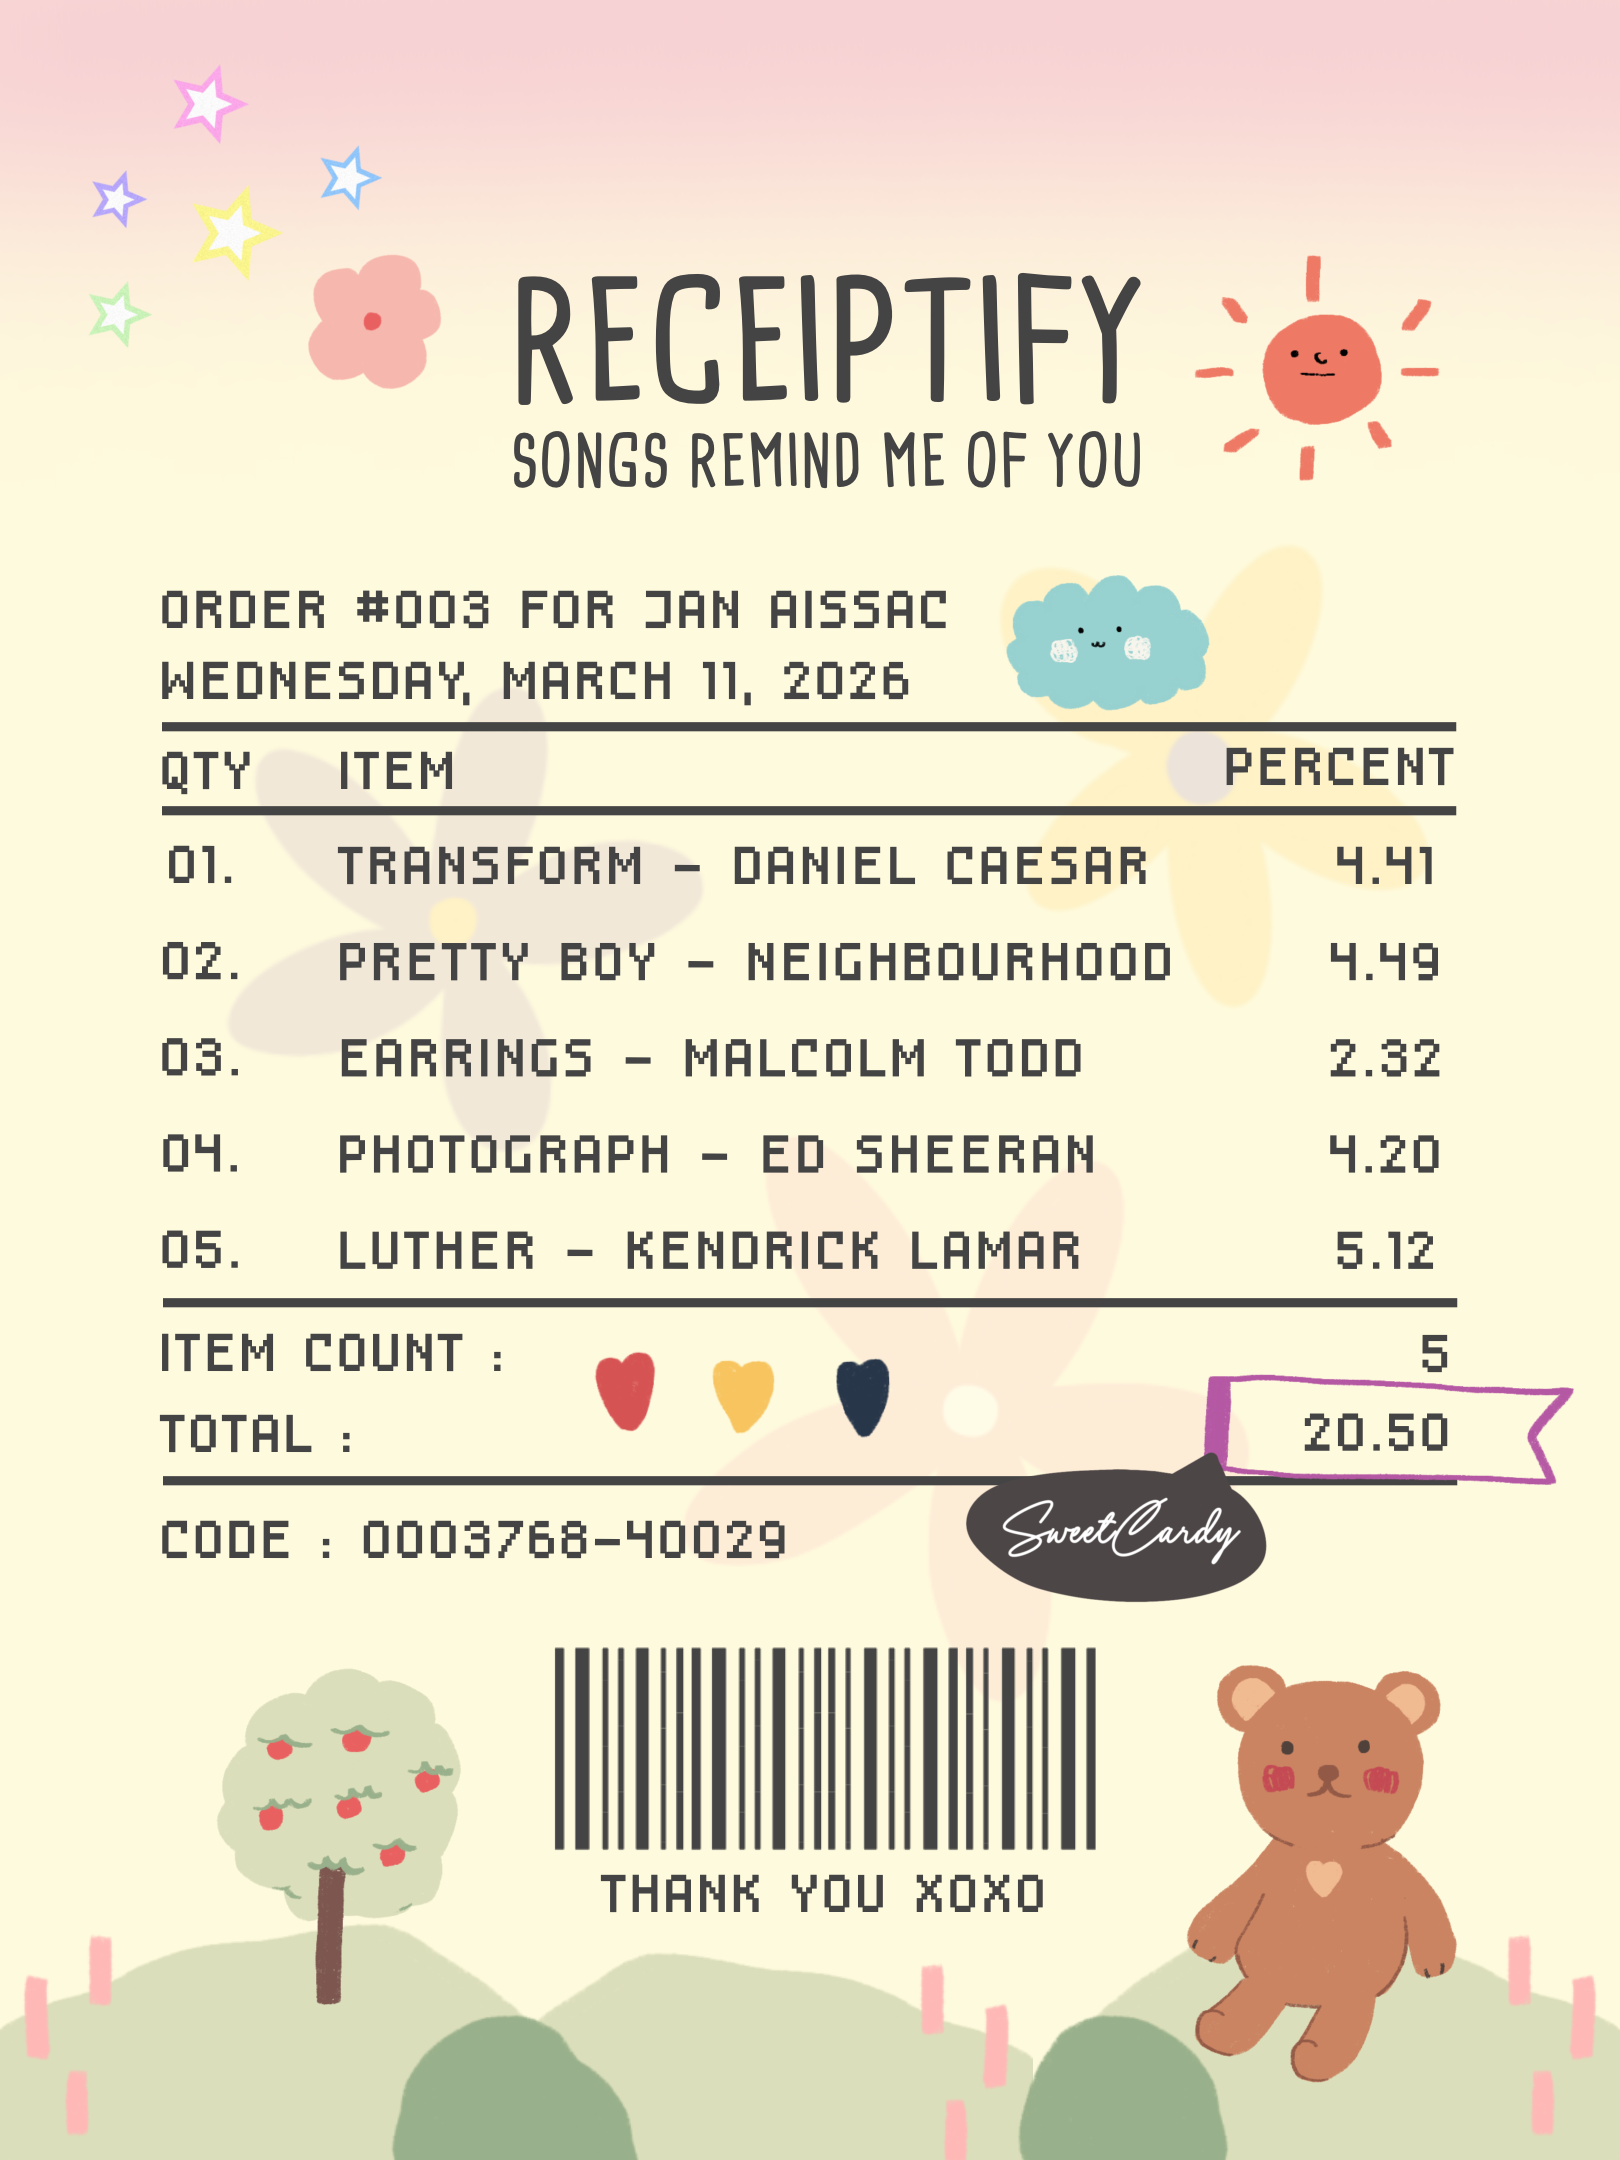 RECEIPTIFY
SONGS REMIND ME OF YOU
ORDER #003 FOR JAN AISSAC
WEDNESDAY, MARCH 11, 2026
QTY ITEM PERCENT
01. TRANSFORM - DANIEL CAESAR 4.41
02. PRETTY BOY - NEIGHBOURHOOD 4.49
03. EARRINGS - MALCOLM TODD 2.32
04. PHOTOGRAPH - ED SHEERAN 4.20
05. LUTHER - KENDRICK LAMAR 5.12
ITEM COUNT : 5
TOTAL : 20.50
CODE : 0003768-40029
SweetCardy
THANK YOU XOXO